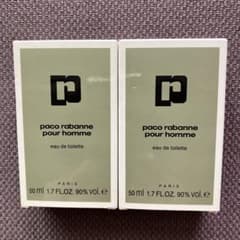 paco rabanne
pour homme
eau de toilette
PARIS
50 ml 1.7 FL.OZ. 90% VOL. ℮
paco rabanne
pour homme
eau de toilette
PARIS
50 ml 1.7 FL.OZ. 90% VOL. ℮